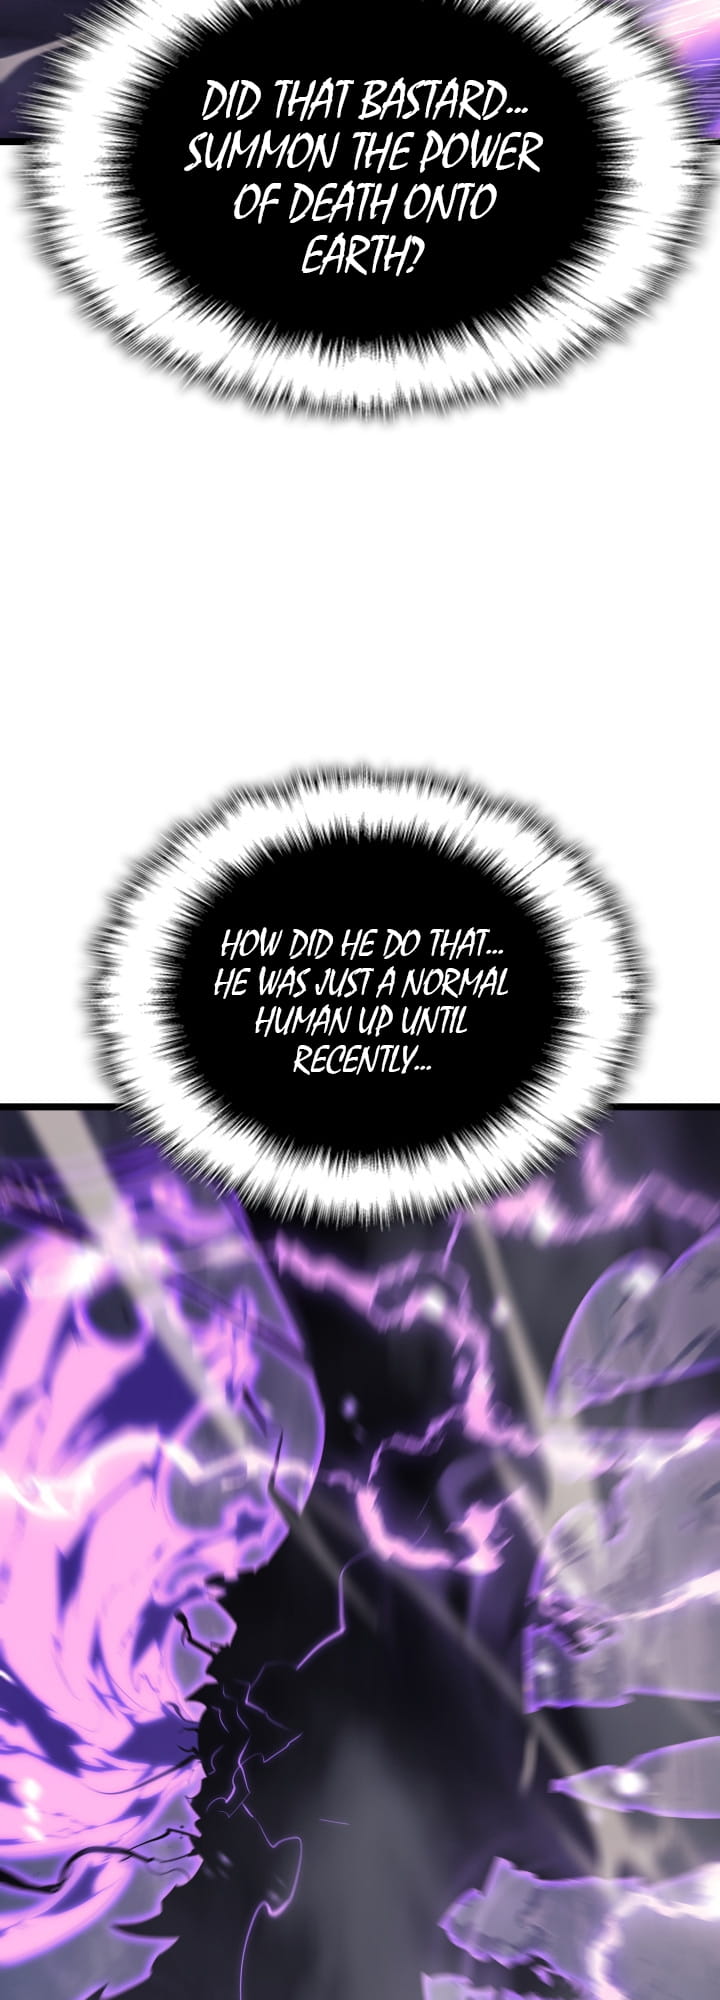 DID THAT BASTARD...
SUMMON THE POWER
OF DEATH ONTO
EARTH?
HOW DID HE DO THAT...
HE WAS JUST A NORMAL
HUMAN UP UNTIL
RECENTLY...